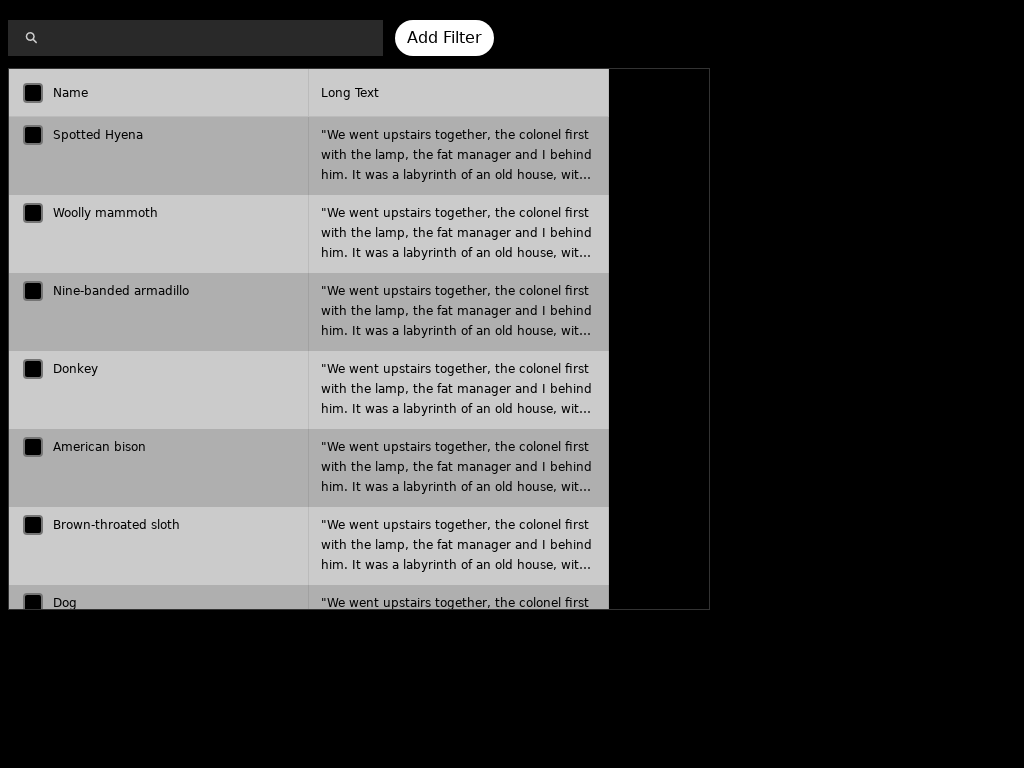 Add Filter
Name Long Text
Spotted Hyena "We went upstairs together, the colonel first
with the lamp, the fat manager and I behind
him. It was a labyrinth of an old house, wit...
Woolly mammoth "We went upstairs together, the colonel first
with the lamp, the fat manager and I behind
him. It was a labyrinth of an old house, wit...
Nine-banded armadillo "We went upstairs together, the colonel first
with the lamp, the fat manager and I behind
him. It was a labyrinth of an old house, wit...
Donkey "We went upstairs together, the colonel first
with the lamp, the fat manager and I behind
him. It was a labyrinth of an old house, wit...
American bison "We went upstairs together, the colonel first
with the lamp, the fat manager and I behind
him. It was a labyrinth of an old house, wit...
Brown-throated sloth "We went upstairs together, the colonel first
with the lamp, the fat manager and I behind
him. It was a labyrinth of an old house, wit...
Dog "We went upstairs together, the colonel first